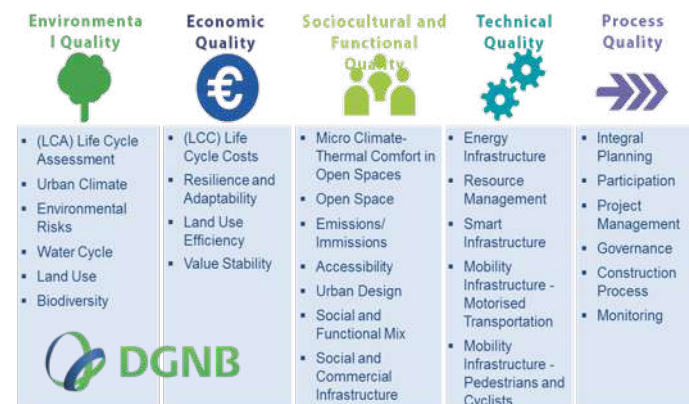 Environmenta
l Quality
Economic
Quality
Sociocultural and
Functional
Quality
Technical
Quality
Process
Quality
€
▪ (LCA) Life Cycle
Assessment
▪ Urban Climate
▪ Environmental
Risks
▪ Water Cycle
▪ Land Use
▪ Biodiversity
DGNB
▪ (LCC) Life
Cycle Costs
▪ Resilience and
Adaptability
▪ Land Use
Efficiency
▪ Value Stability
▪ Micro Climate-
Thermal Comfort in
Open Spaces
▪ Open Space
▪ Emissions/
Immissions
▪ Accessibility
▪ Urban Design
▪ Social and
Functional Mix
▪ Social and
Commercial
Infrastructure
▪ Energy
Infrastructure
▪ Resource
Management
▪ Smart
Infrastructure
▪ Mobility
Infrastructure -
Motorised
Transportation
▪ Mobility
Infrastructure -
Pedestrians and
Cyclists
▪ Integral
Planning
▪ Participation
▪ Project
Management
▪ Governance
▪ Construction
Process
▪ Monitoring